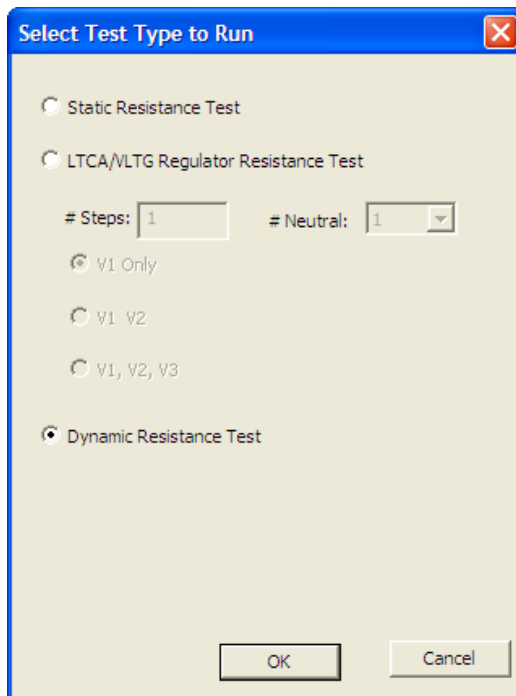 Select Test Type to Run
Static Resistance Test
LTCA/VLTG Regulator Resistance Test
# Steps: 1 # Neutral: 1
V1 Only
V1 V2
V1, V2, V3
Dynamic Resistance Test
OK Cancel